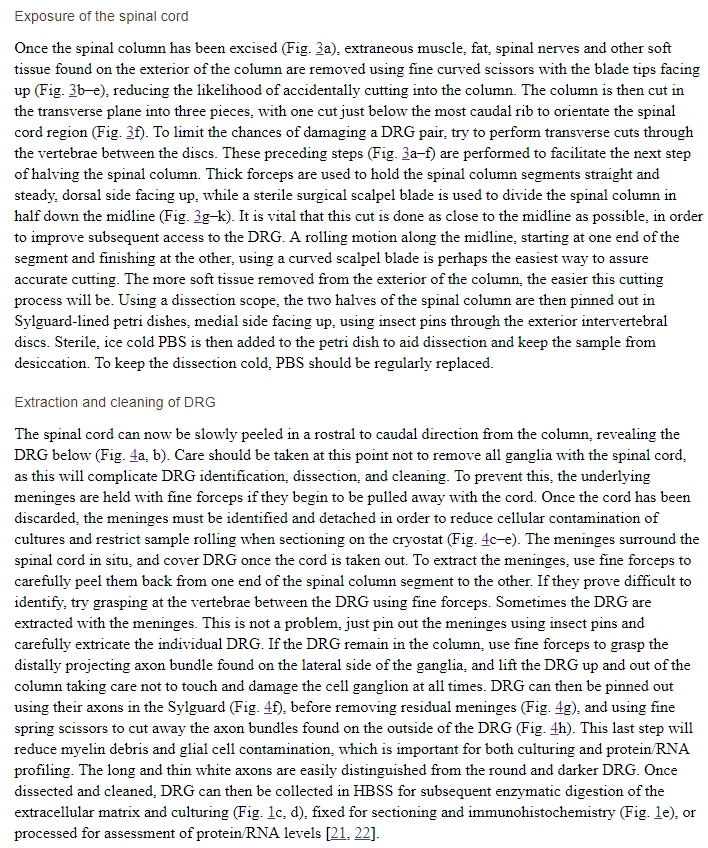 Exposure of the spinal cord
Once the spinal column has been excised (Fig. 3a), extraneous muscle, fat, spinal nerves and other soft
tissue found on the exterior of the column are removed using fine curved scissors with the blade tips facing
up (Fig. 3b–e), reducing the likelihood of accidentally cutting into the column. The column is then cut in
the transverse plane into three pieces, with one cut just below the most caudal rib to orientate the spinal
cord region (Fig. 3f). To limit the chances of damaging a DRG pair, try to perform transverse cuts through
the vertebrae between the discs. These preceding steps (Fig. 3a–f) are performed to facilitate the next step
of halving the spinal column. Thick forceps are used to hold the spinal column segments straight and
steady, dorsal side facing up, while a sterile surgical scalpel blade is used to divide the spinal column in
half down the midline (Fig. 3g–k). It is vital that this cut is done as close to the midline as possible, in order
to improve subsequent access to the DRG. A rolling motion along the midline, starting at one end of the
segment and finishing at the other, using a curved scalpel blade is perhaps the easiest way to assure
accurate cutting. The more soft tissue removed from the exterior of the column, the easier this cutting
process will be. Using a dissection scope, the two halves of the spinal column are then pinned out in
Sylguard-lined petri dishes, medial side facing up, using insect pins through the exterior intervertebral
discs. Sterile, ice cold PBS is then added to the petri dish to aid dissection and keep the sample from
desiccation. To keep the dissection cold, PBS should be regularly replaced.
Extraction and cleaning of DRG
The spinal cord can now be slowly peeled in a rostral to caudal direction from the column, revealing the
DRG below (Fig. 4a, b). Care should be taken at this point not to remove all ganglia with the spinal cord,
as this will complicate DRG identification, dissection, and cleaning. To prevent this, the underlying
meninges are held with fine forceps if they begin to be pulled away with the cord. Once the cord has been
discarded, the meninges must be identified and detached in order to reduce cellular contamination of
cultures and restrict sample rolling when sectioning on the cryostat (Fig. 4c–e). The meninges surround the
spinal cord in situ, and cover DRG once the cord is taken out. To extract the meninges, use fine forceps to
carefully peel them back from one end of the spinal column segment to the other. If they prove difficult to
identify, try grasping at the vertebrae between the DRG using fine forceps. Sometimes the DRG are
extracted with the meninges. This is not a problem, just pin out the meninges using insect pins and
carefully extricate the individual DRG. If the DRG remain in the column, use fine forceps to grasp the
distally projecting axon bundle found on the lateral side of the ganglia, and lift the DRG up and out of the
column taking care not to touch and damage the cell ganglion at all times. DRG can then be pinned out
using their axons in the Sylguard (Fig. 4f), before removing residual meninges (Fig. 4g), and using fine
spring scissors to cut away the axon bundles found on the outside of the DRG (Fig. 4h). This last step will
reduce myelin debris and glial cell contamination, which is important for both culturing and protein/RNA
profiling. The long and thin white axons are easily distinguished from the round and darker DRG. Once
dissected and cleaned, DRG can then be collected in HBSS for subsequent enzymatic digestion of the
extracellular matrix and culturing (Fig. 1c, d), fixed for sectioning and immunohistochemistry (Fig. 1e), or
processed for assessment of protein/RNA levels [21, 22].